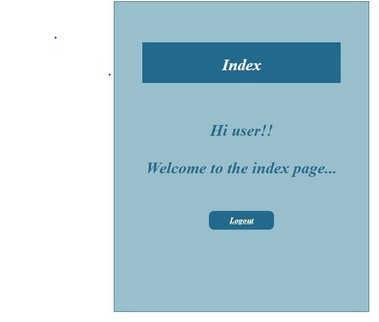 Index
Hi user!!
Welcome to the index page...
Logout